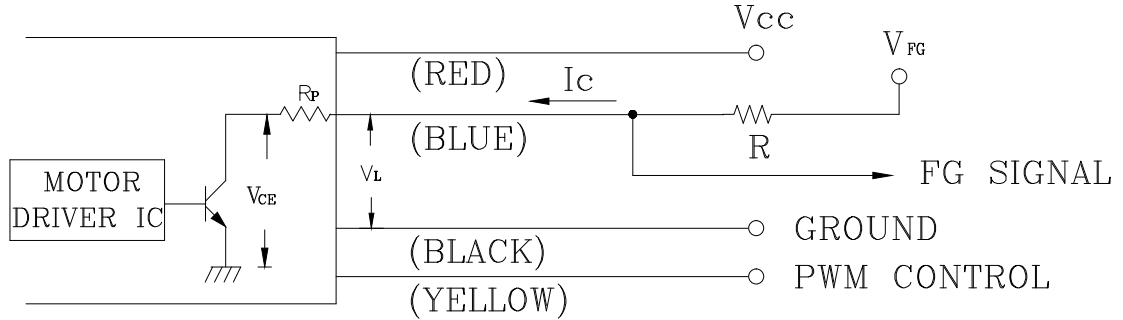 Vcc
VFG
(RED)
Ic
RP
(BLUE)
R
VL
FG SIGNAL
MOTOR
DRIVER IC
VCE
GROUND
(BLACK)
PWM CONTROL
(YELLOW)